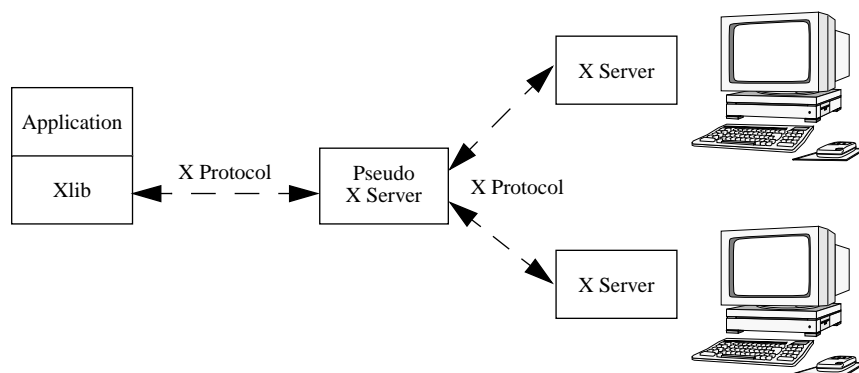 X Server
Application
Xlib
X Protocol
Pseudo
X Server
X Protocol
X Server